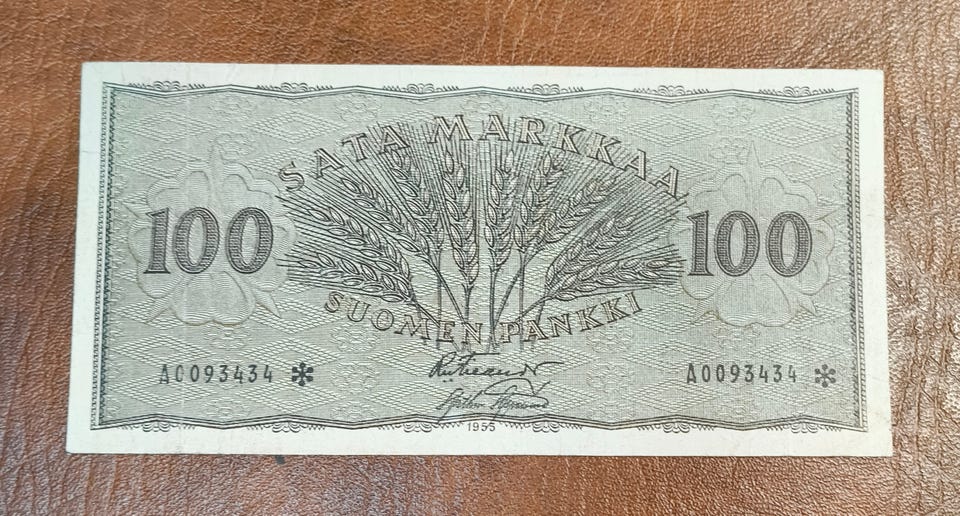 SATA MARKKAA
100 100
SUOMEN PANKKI
A0093434 * A0093434 *
1955